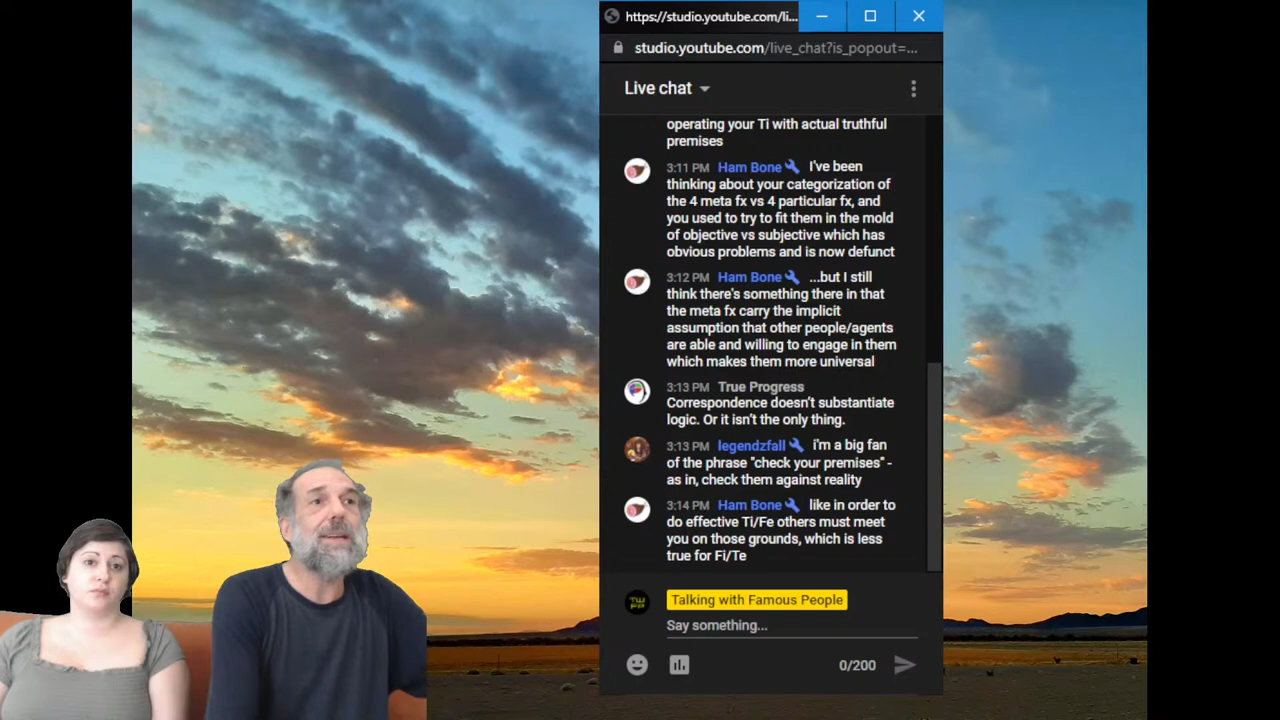 https://studio.youtube.com/li...
studio.youtube.com/live_chat?is_popout=...
Live chat
operating your Ti with actual truthful
premises
3:11 PM Ham Bone I've been
thinking about your categorization of
the 4 meta fx vs 4 particular fx, and
you used to try to fit them in the mold
of objective vs subjective which has
obvious problems and is now defunct
3:12 PM Ham Bone ...but I still
think there's something there in that
the meta fx carry the implicit
assumption that other people/agents
are able and willing to engage in them
which makes them more universal
3:13 PM True Progress
Correspondence doesn't substantiate
logic. Or it isn't the only thing.
3:13 PM legendzfall i'm a big fan
of the phrase "check your premises" -
as in, check them against reality
3:14 PM Ham Bone like in order to
do effective Ti/Fe others must meet
you on those grounds, which is less
true for Fi/Te
TW
FP
Talking with Famous People
Say something...
0/200